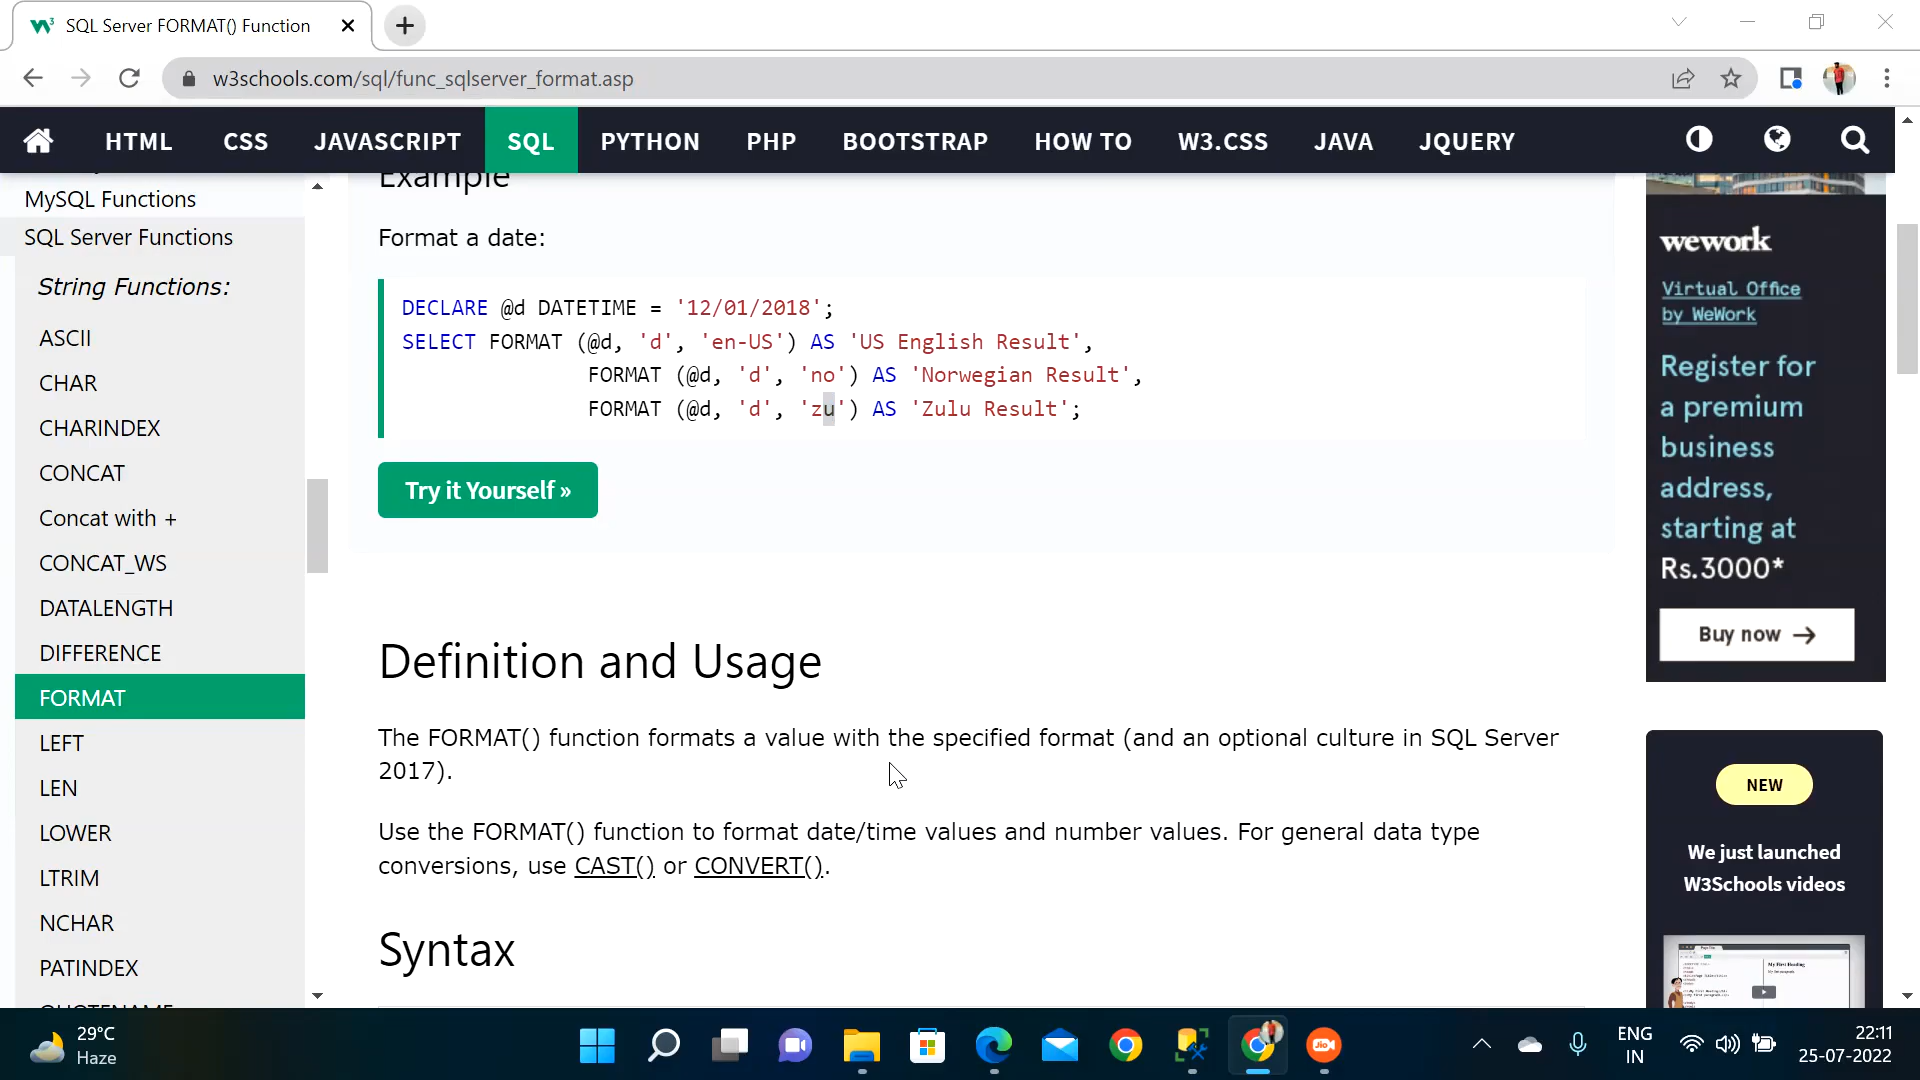 SQL Server FORMAT() Function
w3schools.com/sql/func_sqlserver_format.asp
HTML CSS JAVASCRIPT SQL PYTHON PHP BOOTSTRAP HOW TO W3.CSS JAVA JQUERY
MySQL Functions
SQL Server Functions
String Functions:
ASCII
CHAR
CHARINDEX
CONCAT
Concat with +
CONCAT_WS
DATALENGTH
DIFFERENCE
FORMAT
LEFT
LEN
LOWER
LTRIM
NCHAR
PATINDEX
QUOTENAME
Example
Format a date:
DECLARE @d DATETIME = '12/01/2018';
SELECT FORMAT (@d, 'd', 'en-US') AS 'US English Result',
FORMAT (@d, 'd', 'no') AS 'Norwegian Result',
FORMAT (@d, 'd', 'zu') AS 'Zulu Result';
Try it Yourself »
Definition and Usage
The FORMAT() function formats a value with the specified format (and an optional culture in SQL Server
2017).
Use the FORMAT() function to format date/time values and number values. For general data type
conversions, use CAST() or CONVERT().
Syntax
wework
Virtual Office
by WeWork
Register for
a premium
business
address,
starting at
Rs.3000*
Buy now →
NEW
We just launched
W3Schools videos
29°C
Haze
Jio
ENG
IN
22:11
25-07-2022